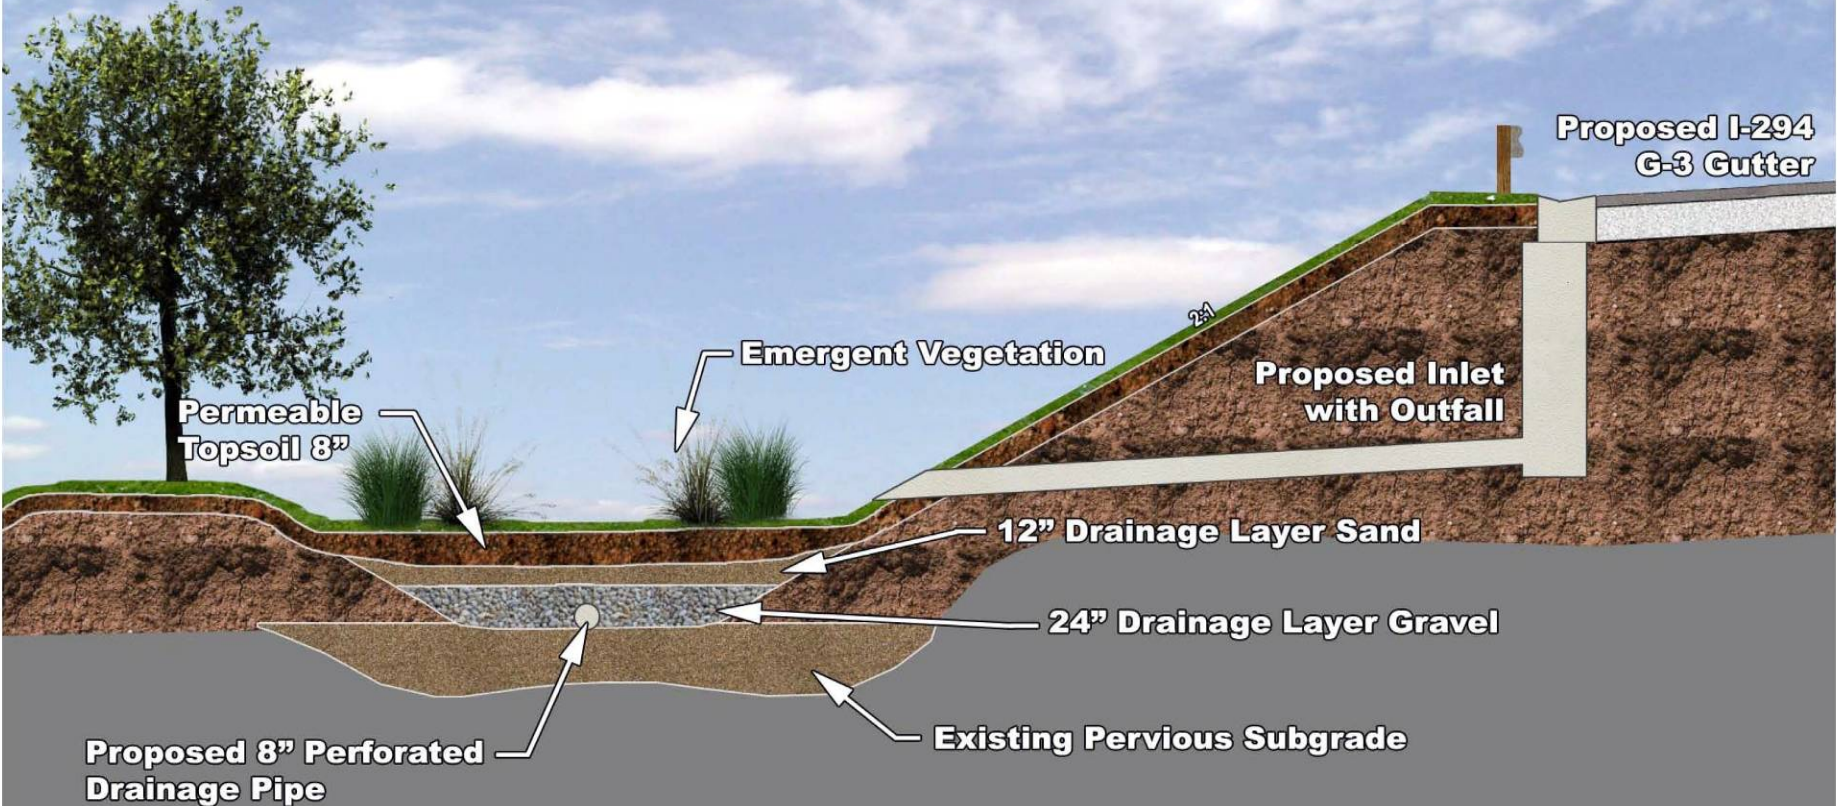 Proposed I-294
G-3 Gutter
2:1
Emergent Vegetation
Proposed Inlet
with Outfall
Permeable
Topsoil 8”
12” Drainage Layer Sand
24” Drainage Layer Gravel
Existing Pervious Subgrade
Proposed 8” Perforated
Drainage Pipe